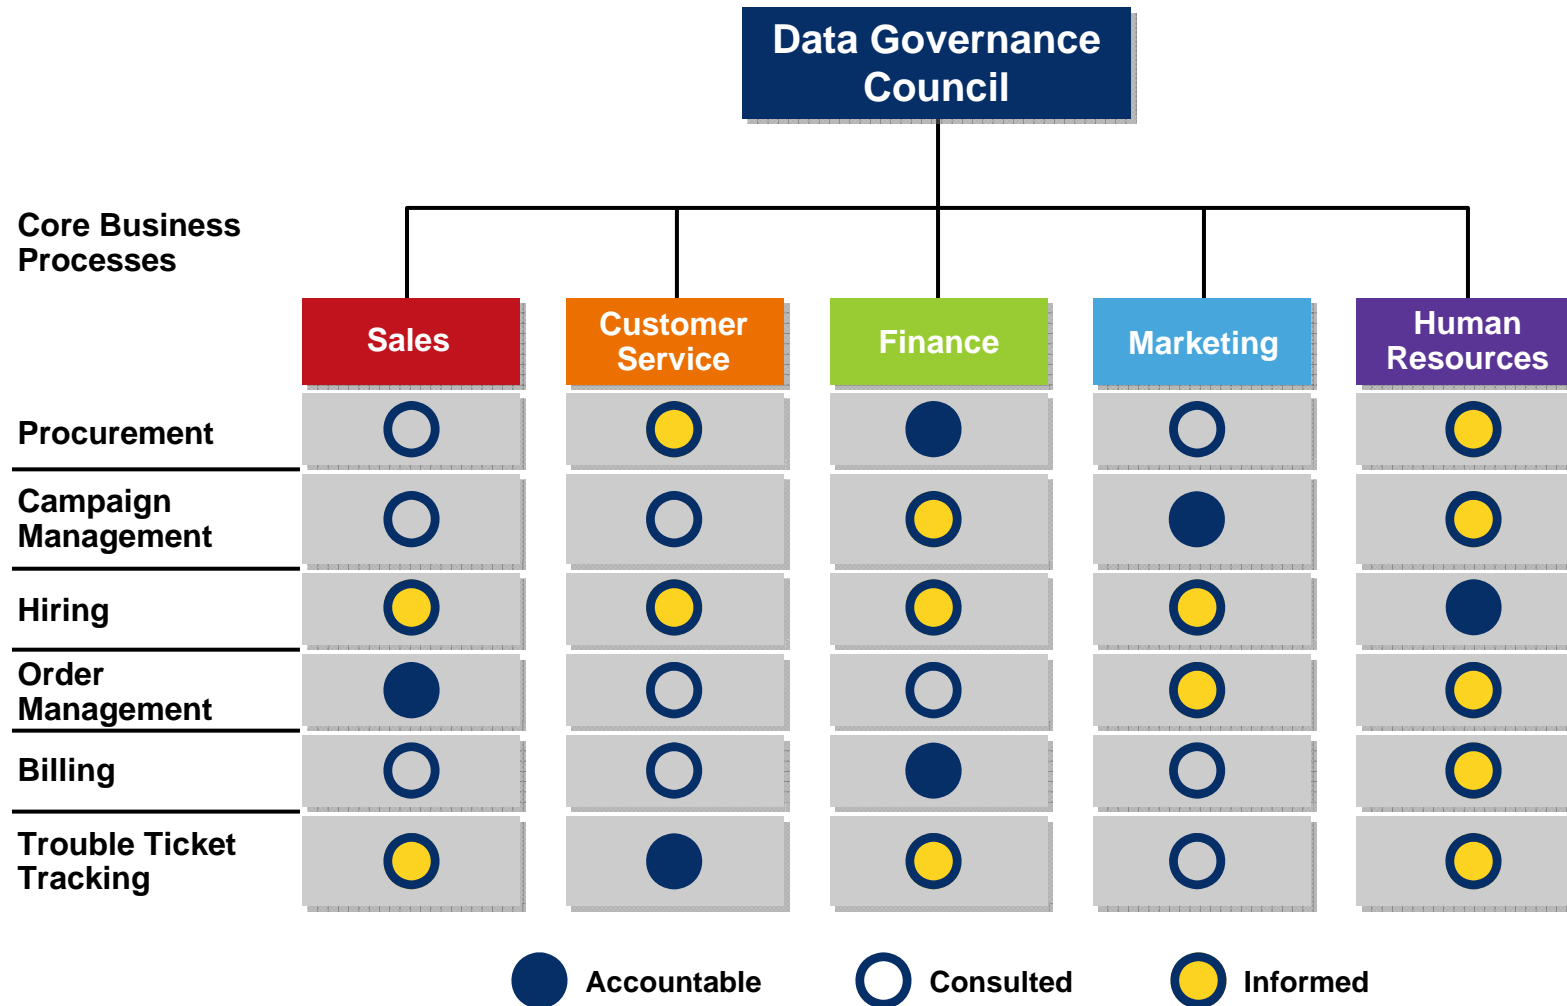 Data Governance
Council
Core Business
Processes
Sales
Customer
Service
Finance
Marketing
Human
Resources
Procurement
Campaign
Management
Hiring
Order
Management
Billing
Trouble Ticket
Tracking
Accountable
Consulted
Informed